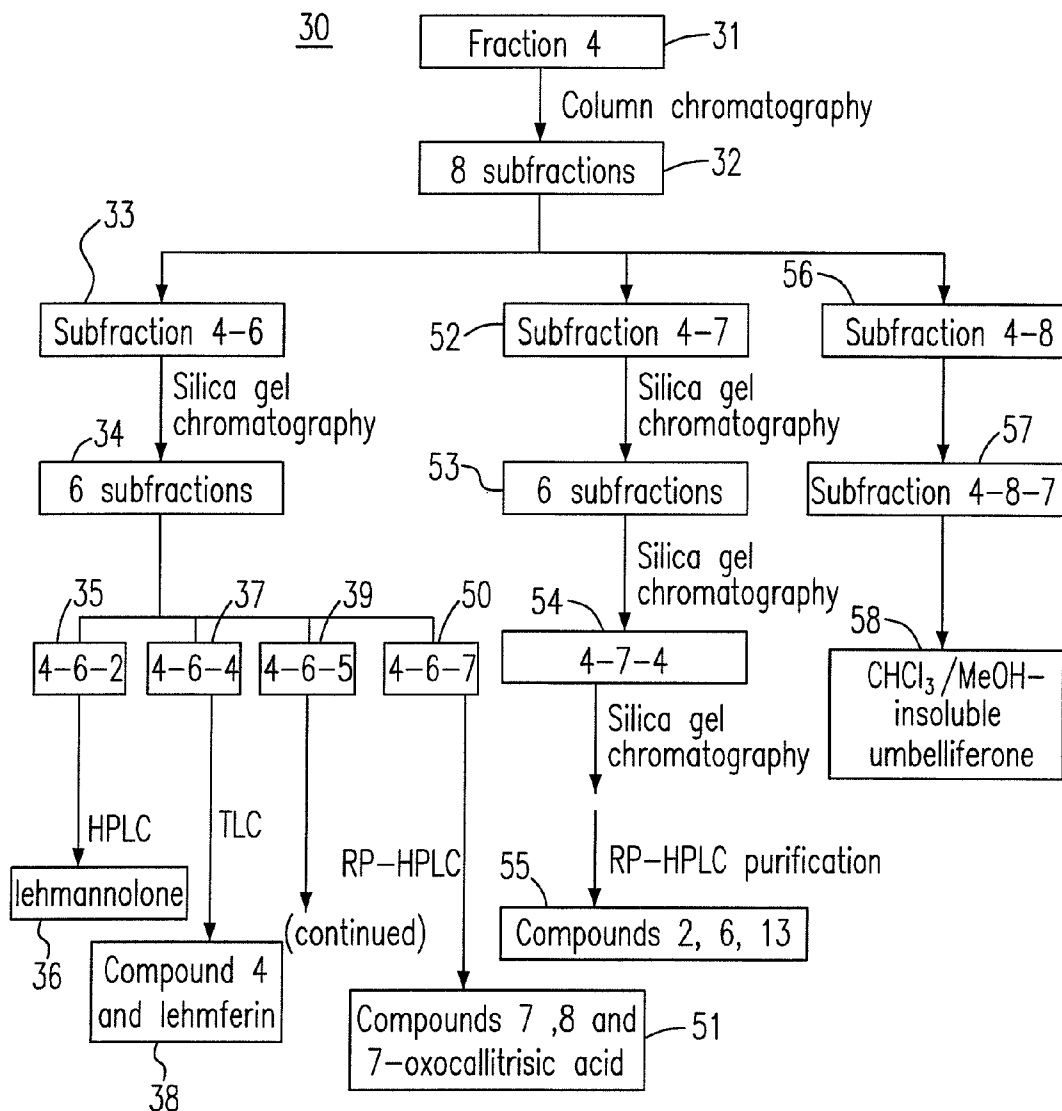 30
Fraction 4
31
Column chromatography
8 subfractions
32
33
Subfraction 4-6
52
Subfraction 4-7
56
Subfraction 4-8
Silica gel
chromatography
Silica gel
chromatography
34
6 subfractions
53
6 subfractions
57
Subfraction 4-8-7
Silica gel
chromatography
35
37
39
50
4-6-2
4-6-4
4-6-5
4-6-7
54
4-7-4
58
CHCl₃/MeOH-
insoluble
umbelliferone
Silica gel
chromatography
HPLC
TLC
RP-HPLC
RP-HPLC purification
lehmannolone
36
(continued)
55
Compounds 2, 6, 13
Compound 4
and lehmferin
38
Compounds 7 ,8 and
7-oxocallitrisic acid
51